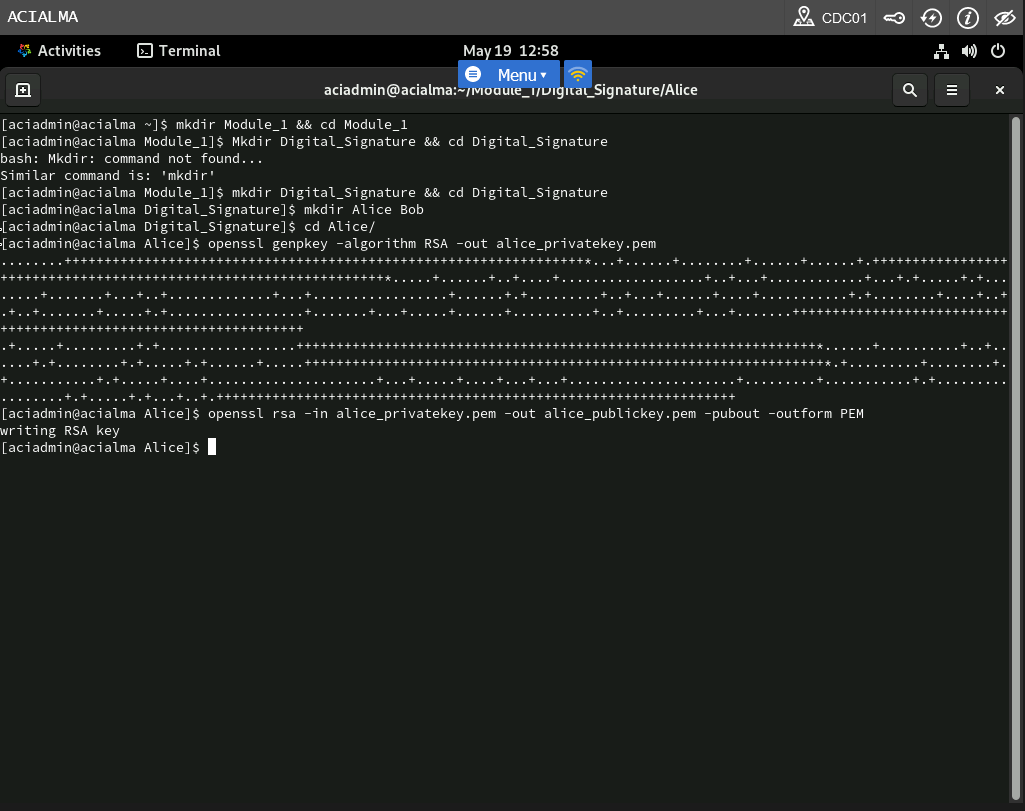 ACIALMA
CDC01
Activities
Terminal
May 19 12:58
Menu
aciadmin@acialma:~/Module_1/Digital_Signature/Alice
[aciadmin@acialma ~]$ mkdir Module_1 && cd Module_1
[aciadmin@acialma Module_1]$ Mkdir Digital_Signature && cd Digital_Signature
bash: Mkdir: command not found...
Similar command is: 'mkdir'
[aciadmin@acialma Module_1]$ mkdir Digital_Signature && cd Digital_Signature
[aciadmin@acialma Digital_Signature]$ mkdir Alice Bob
[aciadmin@acialma Digital_Signature]$ cd Alice/
[aciadmin@acialma Alice]$ openssl genpkey -algorithm RSA -out alice_privatekey.pem
[aciadmin@acialma Alice]$ openssl rsa -in alice_privatekey.pem -out alice_publickey.pem -pubout -outform PEM
writing RSA key
[aciadmin@acialma Alice]$